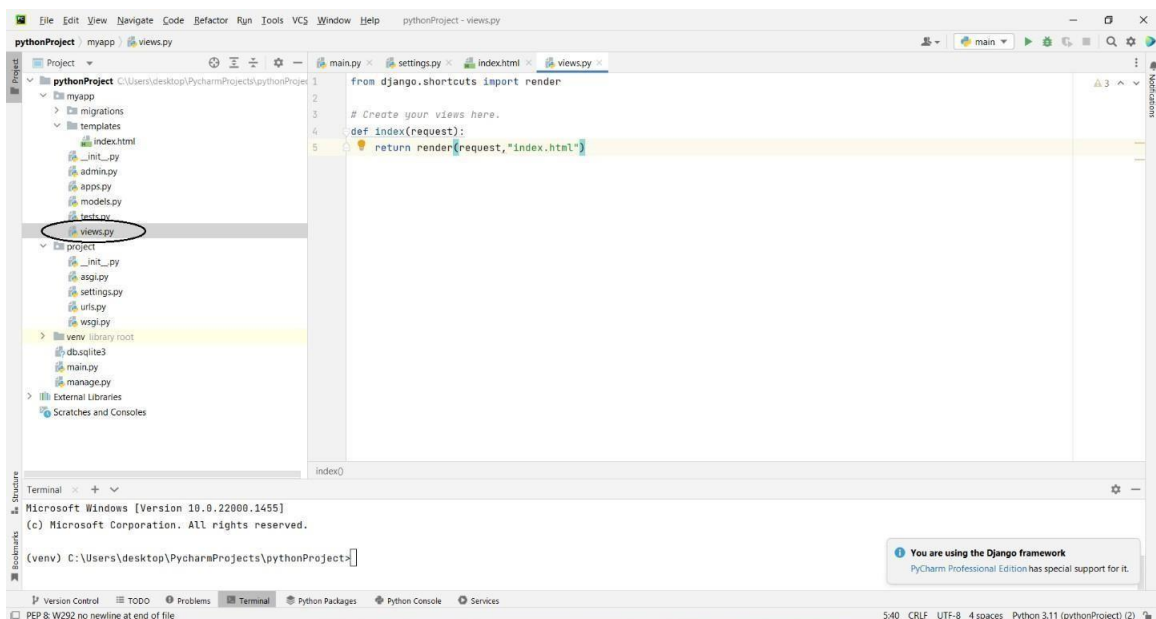 File Edit View Navigate Code Refactor Run Tools VCS Window Help pythonProject - views.py
pythonProject myapp views.py
main
Project
main.py settings.py index.html views.py
Project
Notifications
pythonProject C:\Users\desktop\PycharmProjects\pythonProjec
myapp
migrations
templates
index.html
__init__.py
admin.py
apps.py
models.py
tests.py
views.py
project
__init__.py
asgi.py
settings.py
urls.py
wsgi.py
venv library root
db.sqlite3
main.py
manage.py
External Libraries
Scratches and Consoles
1 from django.shortcuts import render
2
3 # Create your views here.
4 def index(request):
5 return render(request,"index.html")
3
index()
Structure
Bookmarks
Terminal
Microsoft Windows [Version 10.0.22000.1455]
(c) Microsoft Corporation. All rights reserved.
(venv) C:\Users\desktop\PycharmProjects\pythonProject>
You are using the Django framework
PyCharm Professional Edition has special support for it.
Version Control TODO Problems Terminal Python Packages Python Console Services
PEP 8: W292 no newline at end of file
5:40 CRLF UTF-8 4 spaces Python 3.11 (pythonProject) (2)